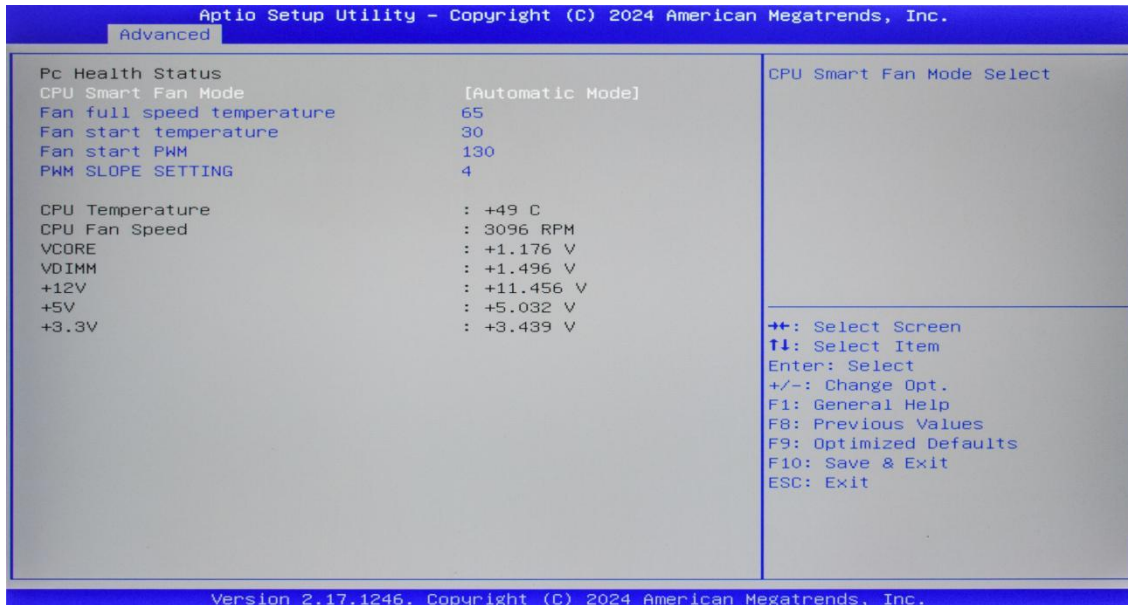 Aptio Setup Utility – Copyright (C) 2024 American Megatrends, Inc.
Advanced
Pc Health Status
CPU Smart Fan Mode [Automatic Mode]
Fan full speed temperature 65
Fan start temperature 30
Fan start PWM 130
PWM SLOPE SETTING 4
CPU Temperature : +49 C
CPU Fan Speed : 3096 RPM
VCORE : +1.176 V
VDIMM : +1.496 V
+12V : +11.456 V
+5V : +5.032 V
+3.3V : +3.439 V
CPU Smart Fan Mode Select
→←: Select Screen
↑↓: Select Item
Enter: Select
+/-: Change Opt.
F1: General Help
F8: Previous Values
F9: Optimized Defaults
F10: Save & Exit
ESC: Exit
Version 2.17.1246. Copyright (C) 2024 American Megatrends, Inc.